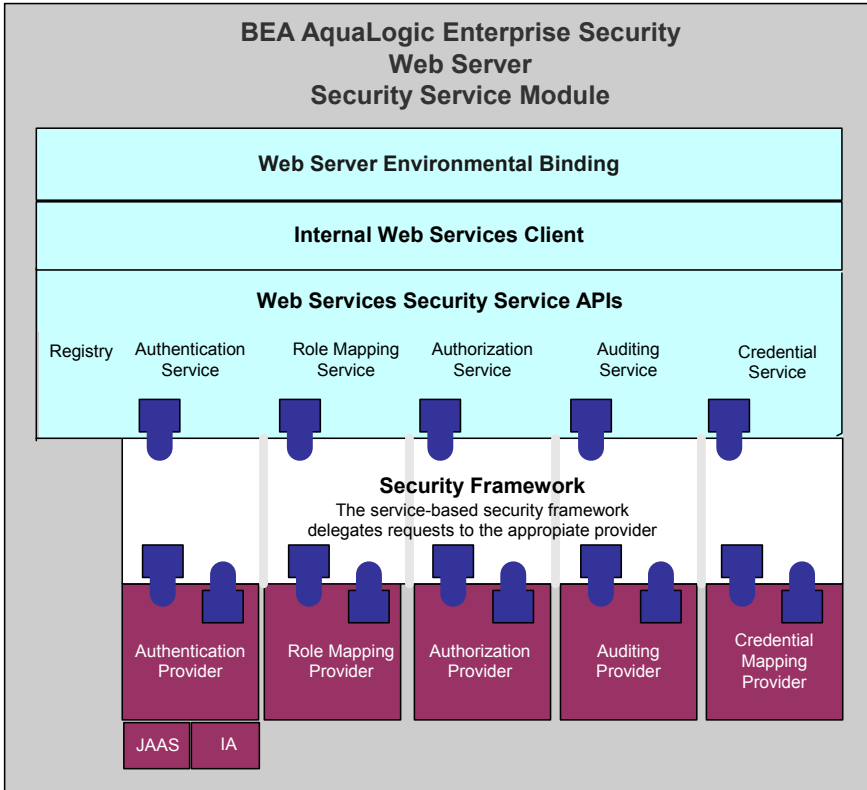 BEA AquaLogic Enterprise Security
Web Server
Security Service Module
Web Server Environmental Binding
Internal Web Services Client
Web Services Security Service APIs
Registry
Authentication
Service
Role Mapping
Service
Authorization
Service
Auditing
Service
Credential
Service
Security Framework
The service-based security framework
delegates requests to the appropiate provider
Authentication
Provider
Role Mapping
Provider
Authorization
Provider
Auditing
Provider
Credential
Mapping
Provider
JAAS
IA